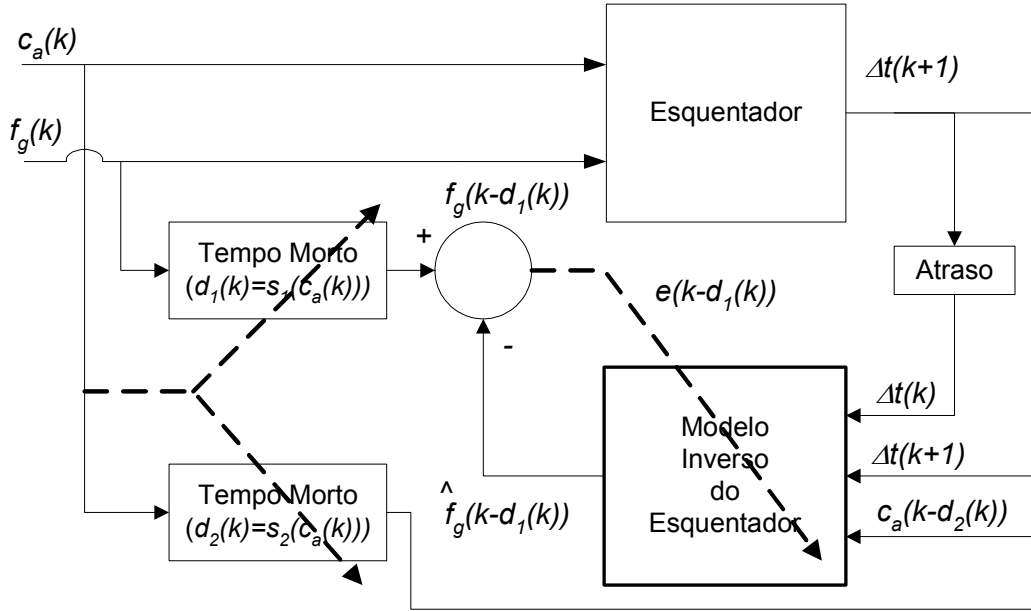 c_a(k)
Δt(k+1)
Esquentador
f_g(k)
f_g(k-d_1(k))
+
Tempo Morto
(d_1(k)=s_1(c_a(k)))
Atraso
e(k-d_1(k))
-
Δt(k)
Modelo
Inverso
do
Esquentador
Δt(k+1)
Tempo Morto
(d_2(k)=s_2(c_a(k)))
^
f_g(k-d_1(k))
c_a(k-d_2(k))